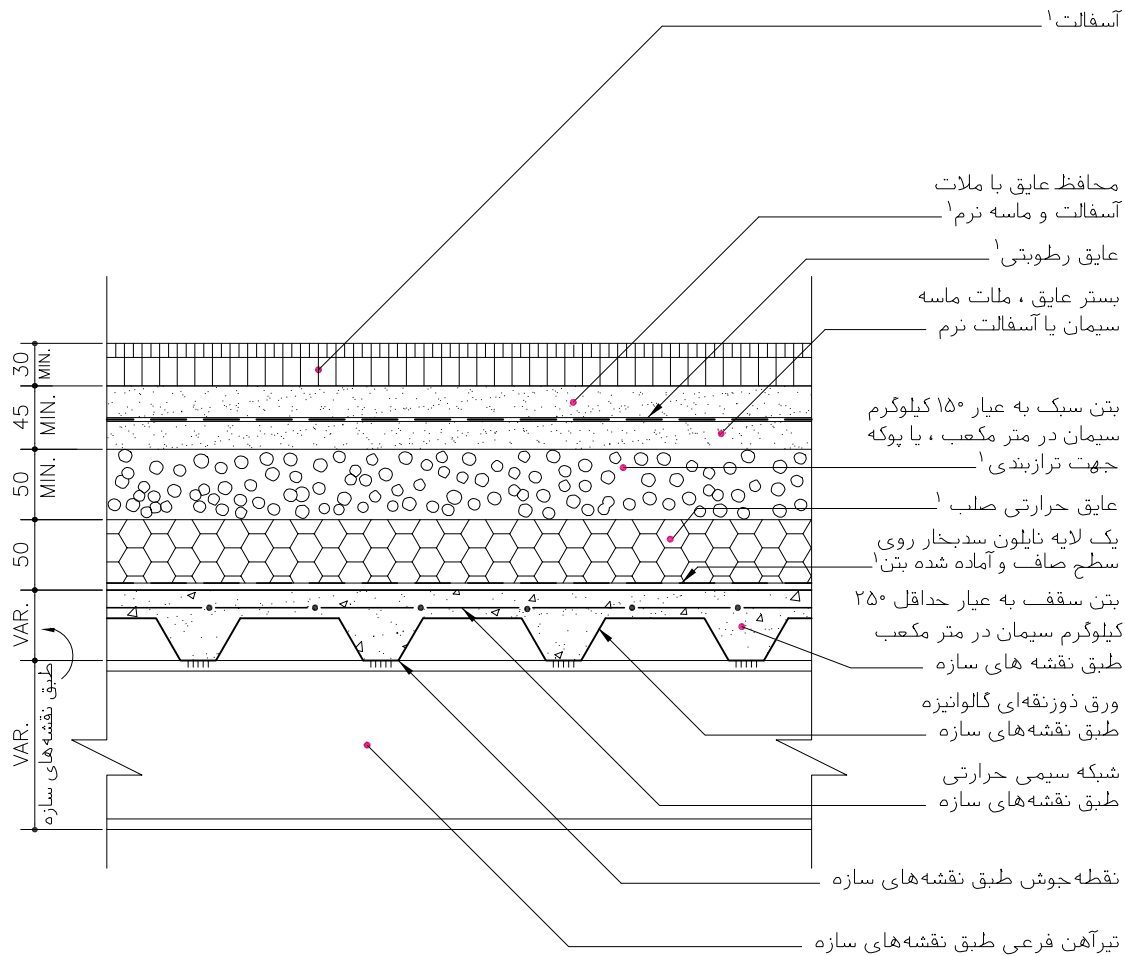 آسفالت ۱
محافظ عایق با ملات
آسفالت و ماسه نرم ۱
عایق رطوبتی ۱
بستر عایق ، ملات ماسه
سیمان یا آسفالت نرم
بتن سبک به عیار ۱۵۰ کیلوگرم
سیمان در متر مکعب ، یا پوکه
جهت ترازبندی ۱
عایق حرارتی صلب ۱
یک لایه نایلون سدبخار روی
سطح صاف و آماده شده بتن ۱
بتن سقف به عیار حداقل ۲۵۰
کیلوگرم سیمان در متر مکعب
طبق نقشه های سازه
ورق ذوزنقه‌ای گالوانیزه
طبق نقشه‌های سازه
شبکه سیمی حرارتی
طبق نقشه‌های سازه
نقطه جوش طبق نقشه‌های سازه
تیرآهن فرعی طبق نقشه‌های سازه
30 MIN.
45 MIN.
50 MIN.
50
VAR.
VAR.
طبق نقشه‌های سازه